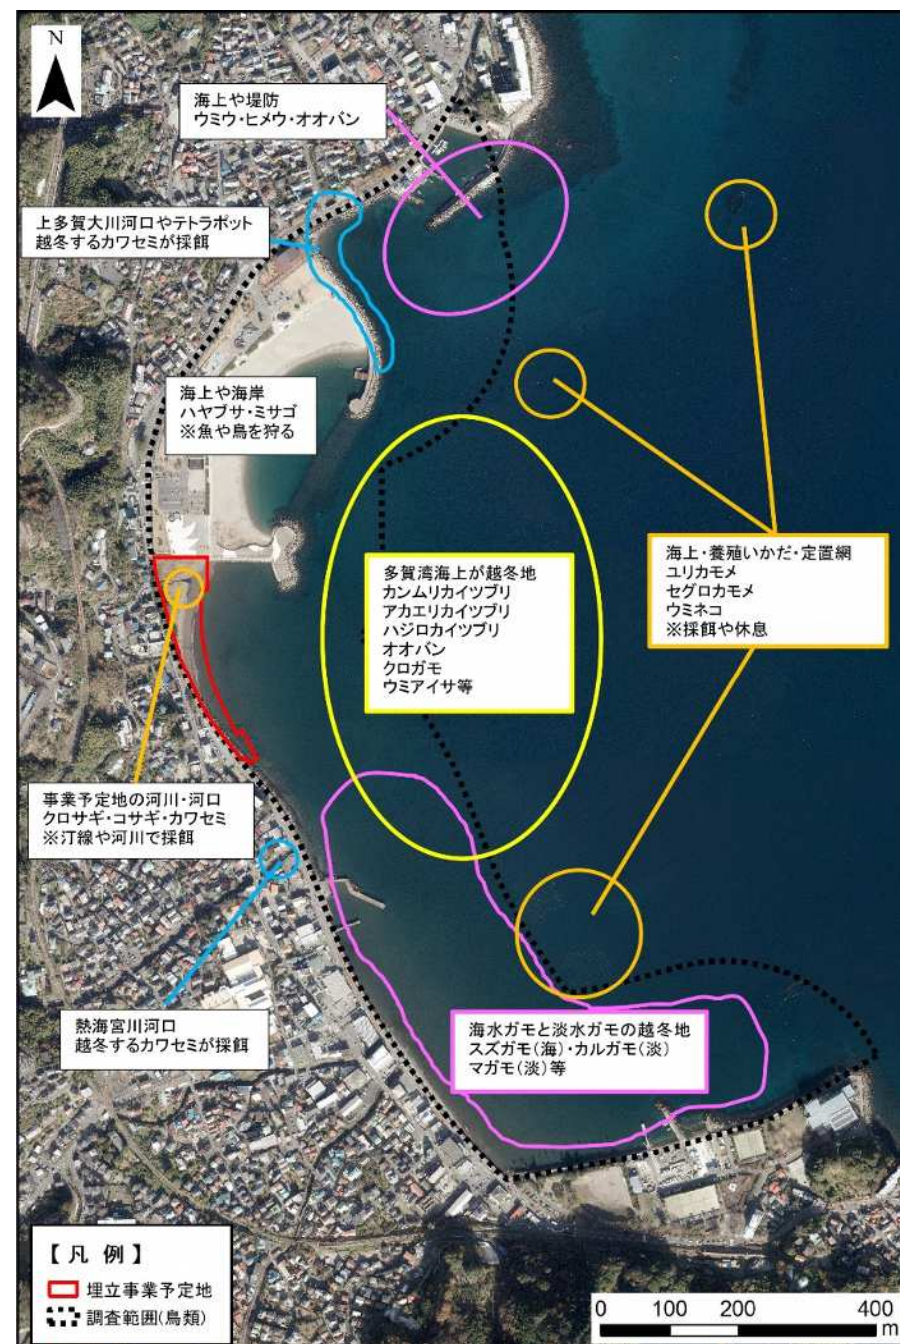 N
海上や堤防
ウミウ・ヒメウ・オオバン
上多賀大川河口やテトラポット
越冬するカワセミが採餌
海上や海岸
ハヤブサ・ミサゴ
※魚や鳥を狩る
多賀湾海上が越冬地
カンムリカイツブリ
アカエリカイツブリ
ハジロカイツブリ
オオバン
クロガモ
ウミアイサ等
海上・養殖いかだ・定置網
ユリカモメ
セグロカモメ
ウミネコ
※採餌や休息
事業予定地の河川・河口
クロサギ・コサギ・カワセミ
※汀線や河川で採餌
熱海宮川河口
越冬するカワセミが採餌
海水ガモと淡水ガモの越冬地
スズガモ(海)・カルガモ(淡)
マガモ(淡)等
【凡 例】
埋立事業予定地
調査範囲(鳥類)
0 100 200 400
m